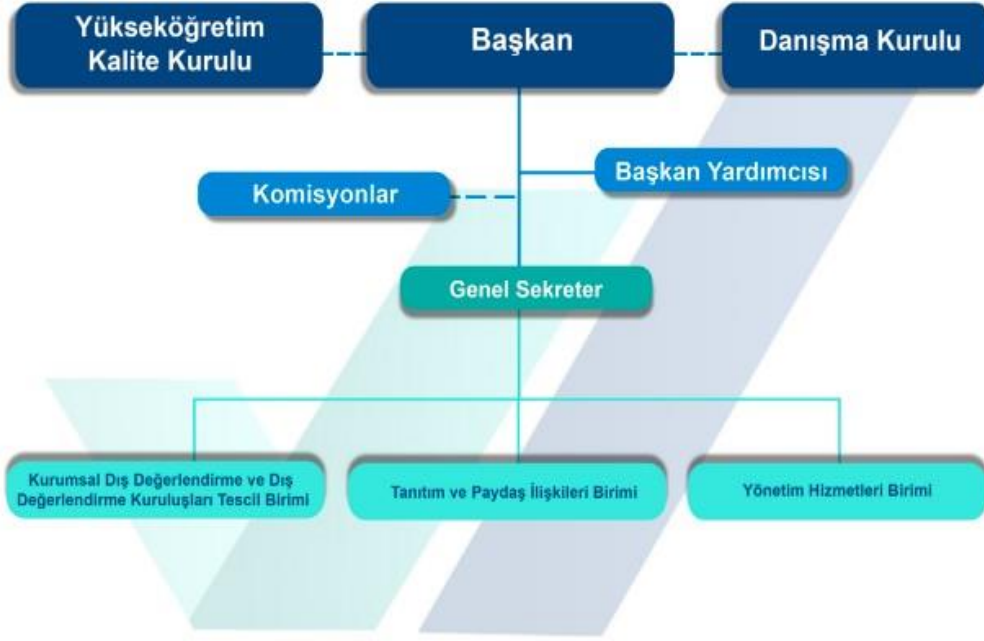 Yükseköğretim
Kalite Kurulu
Başkan
Danışma Kurulu
Başkan Yardımcısı
Komisyonlar
Genel Sekreter
Kurumsal Dış Değerlendirme ve Dış
Değerlendirme Kuruluşları Tescil Birimi
Tanıtım ve Paydaş İlişkileri Birimi
Yönetim Hizmetleri Birimi